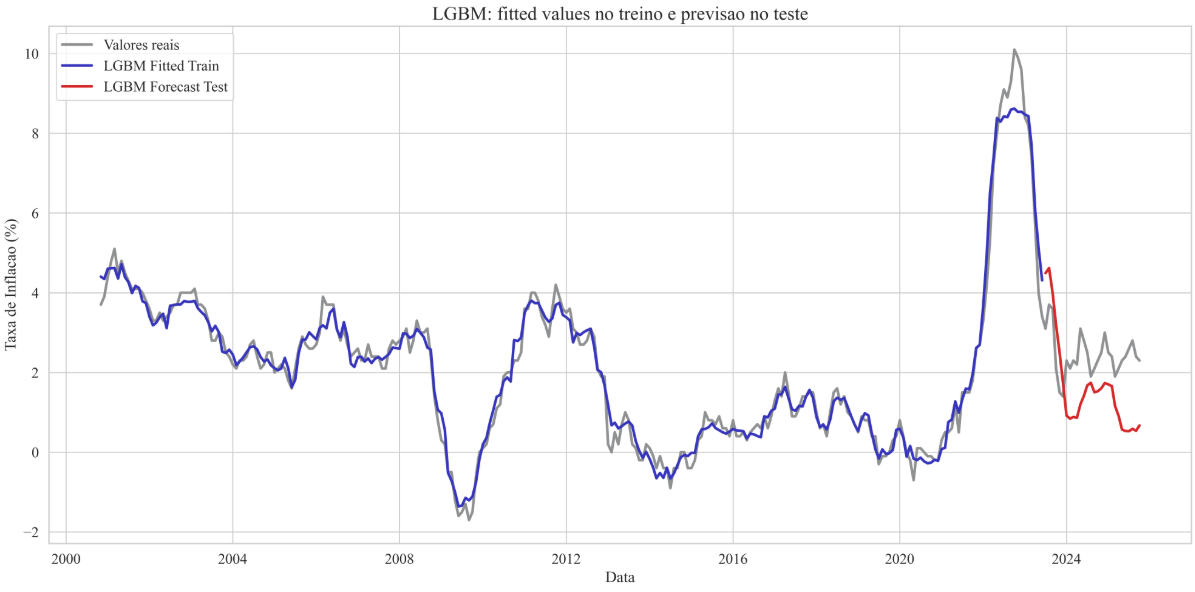 LGBM: fitted values no treino e previsao no teste
Valores reais
LGBM Fitted Train
LGBM Forecast Test
Taxa de Inflacao (%)
10
8
6
4
2
0
−2
2000 2004 2008 2012 2016 2020 2024
Data